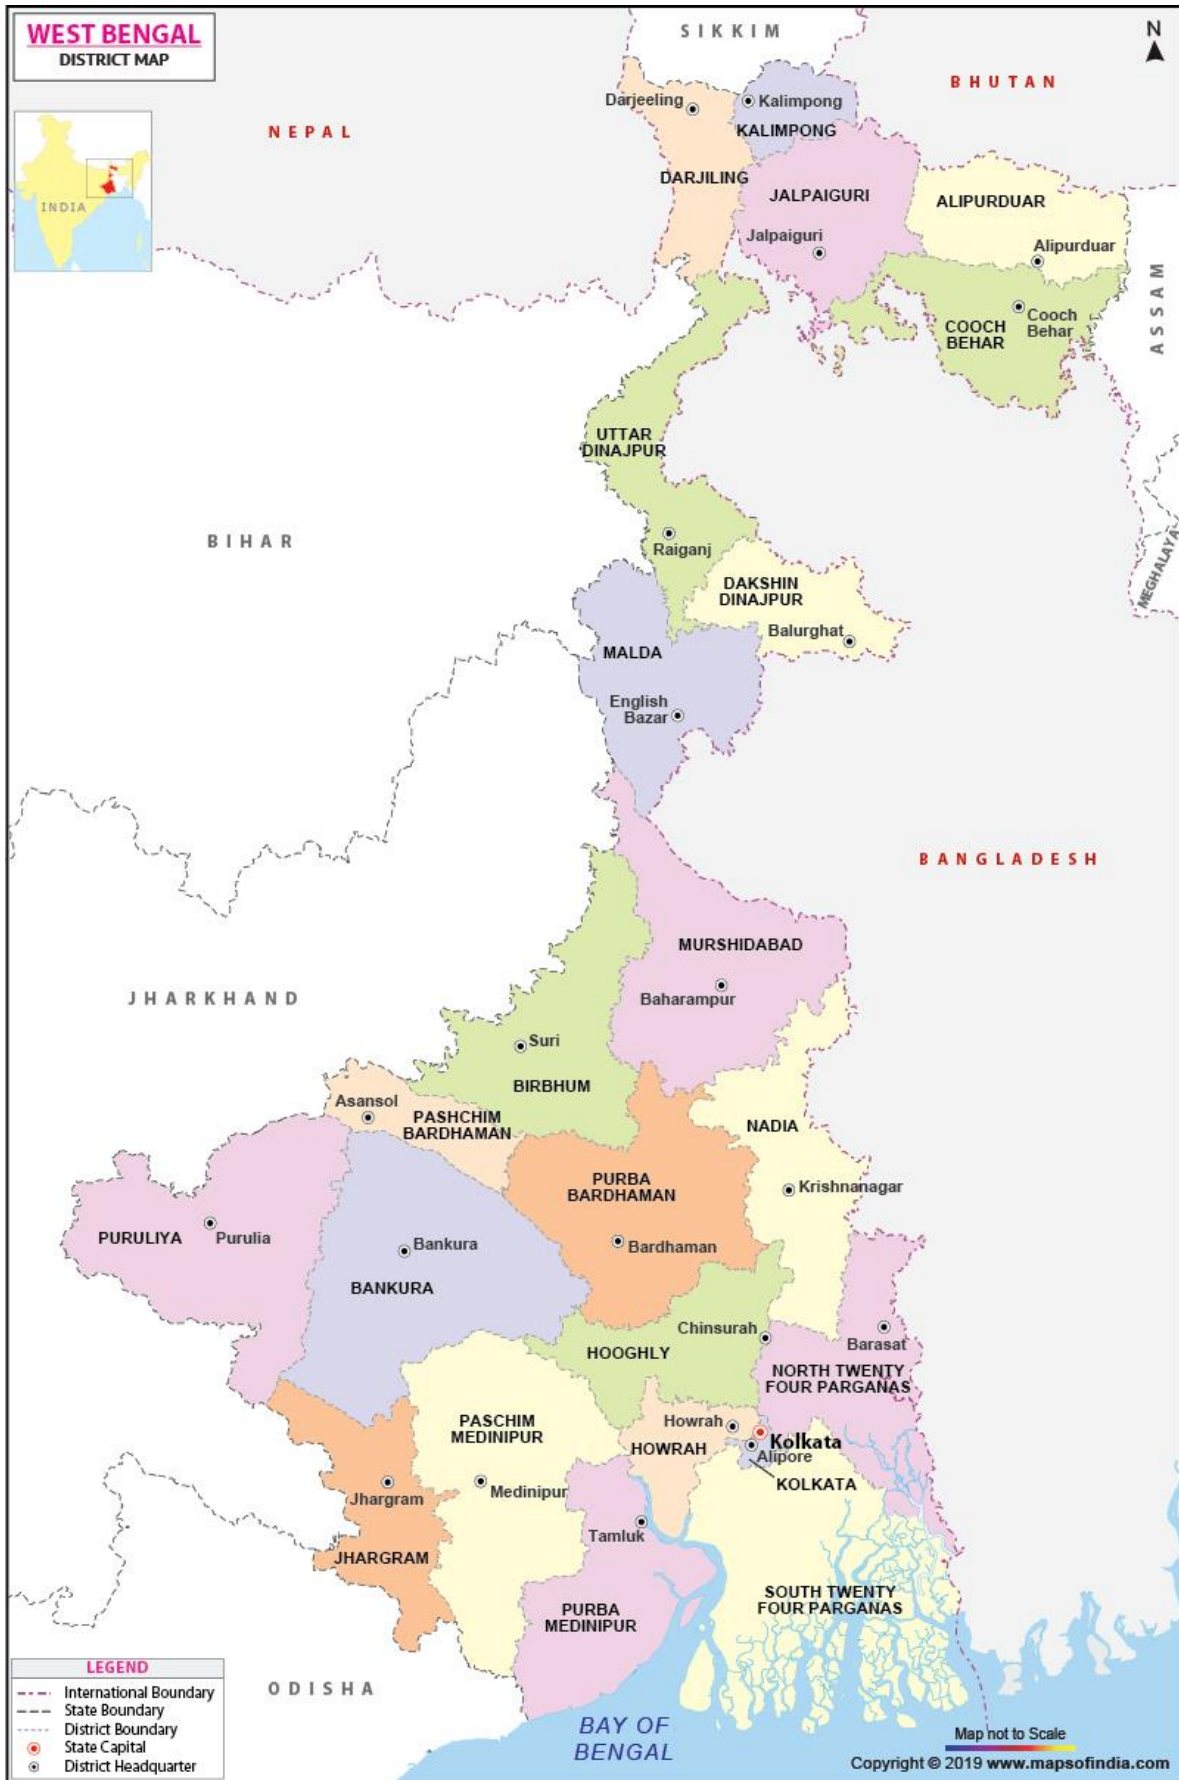 WEST BENGAL
DISTRICT MAP
SIKKIM
N
BHUTAN
NEPAL
INDIA
Darjeeling
Kalimpong
KALIMPONG
DARJILING
JALPAIGURI
ALIPURDUAR
Jalpaiguri
Alipurduar
ASSAM
Cooch
Behar
COOCH
BEHAR
UTTAR
DINAJPUR
BIHAR
Raiganj
MEGHALAYA
DAKSHIN
DINAJPUR
Balurghat
MALDA
English
Bazar
BANGLADESH
MURSHIDABAD
Baharampur
JHARKHAND
Suri
BIRBHUM
Asansol
PASHCHIM
BARDHAMAN
NADIA
PURBA
BARDHAMAN
Krishnanagar
PURULIYA
Purulia
Bankura
Bardhaman
BANKURA
Chinsurah
HOOGHLY
Barasat
NORTH TWENTY
FOUR PARGANAS
PASCHIM
MEDINIPUR
Howrah
HOWRAH
Kolkata
Alipore
KOLKATA
Jhargram
Medinipur
Tamluk
JHARGRAM
SOUTH TWENTY
FOUR PARGANAS
PURBA
MEDINIPUR
ODISHA
BAY OF
BENGAL
LEGEND
International Boundary
State Boundary
District Boundary
State Capital
District Headquarter
Map not to Scale
Copyright © 2019 www.mapsofindia.com